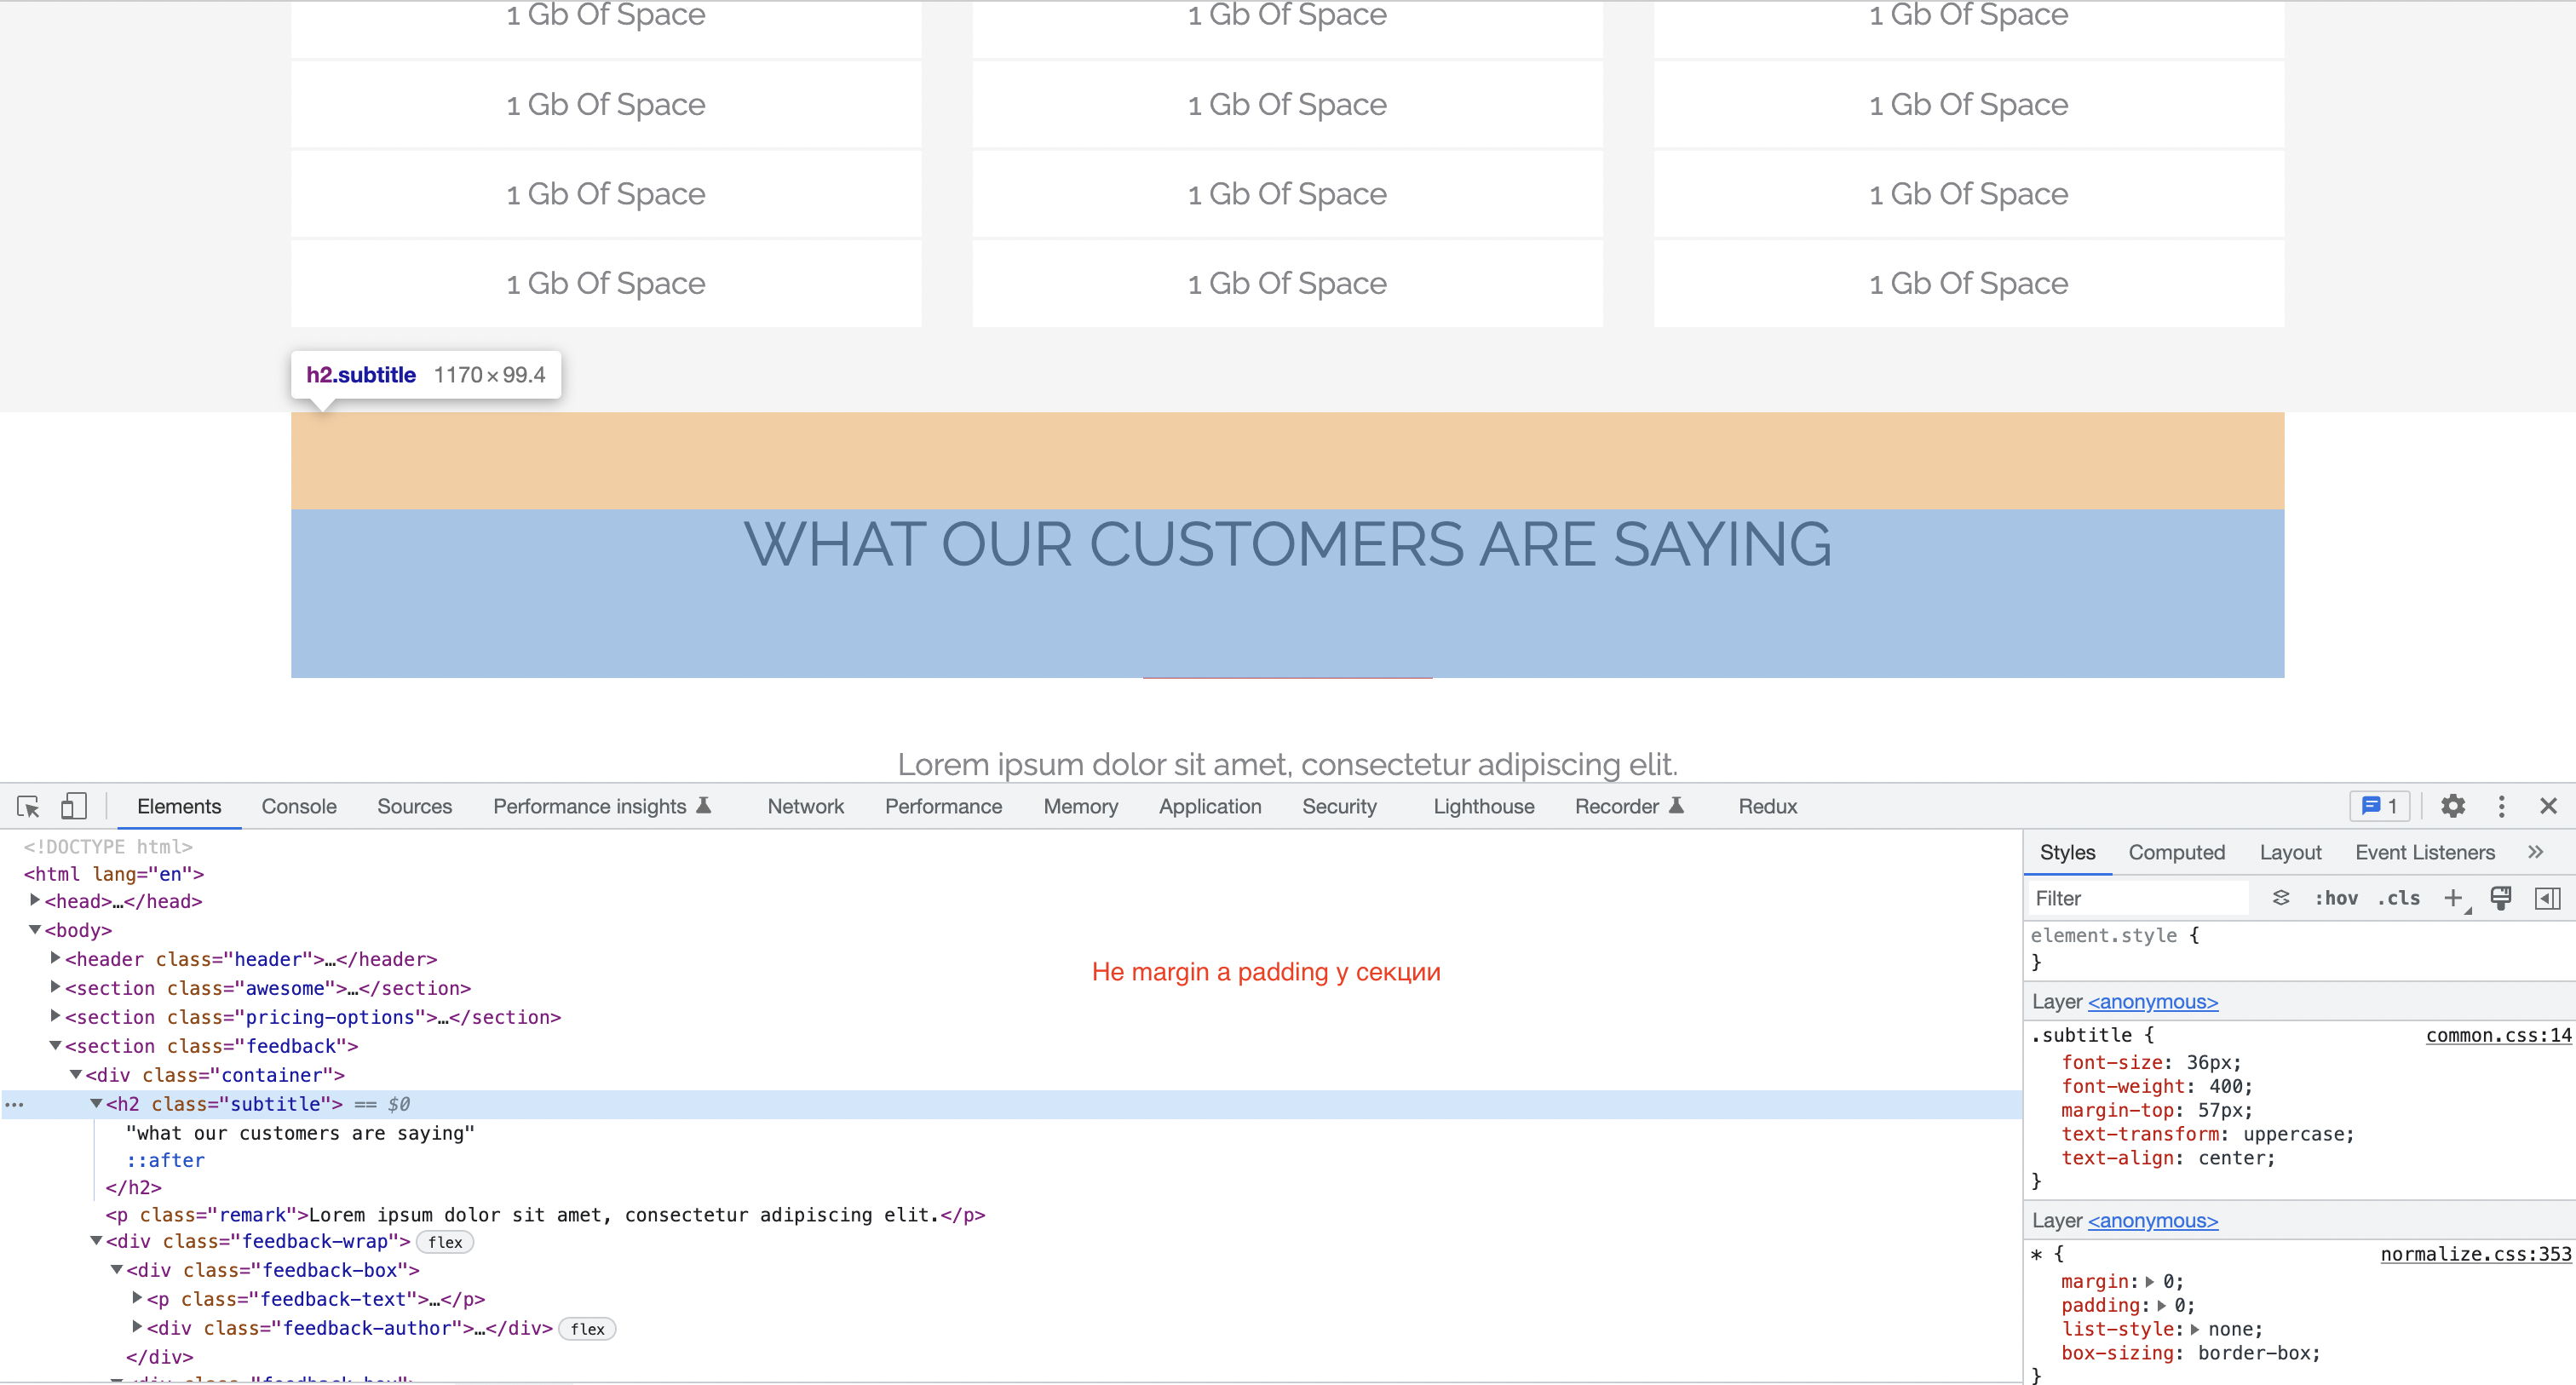 1 Gb Of Space 1 Gb Of Space 1 Gb Of Space
1 Gb Of Space 1 Gb Of Space 1 Gb Of Space
1 Gb Of Space 1 Gb Of Space 1 Gb Of Space
1 Gb Of Space 1 Gb Of Space 1 Gb Of Space
h2.subtitle 1170×99.4
WHAT OUR CUSTOMERS ARE SAYING
Lorem ipsum dolor sit amet, consectetur adipiscing elit.
Elements Console Sources Performance insights Network Performance Memory Application Security Lighthouse Recorder Redux 1
<!DOCTYPE html>
<html lang="en">
<head>…</head>
<body>
<header class="header">…</header>
<section class="awesome">…</section>
<section class="pricing-options">…</section>
<section class="feedback">
<div class="container">
<h2 class="subtitle"> == $0
"what our customers are saying"
::after
</h2>
<p class="remark">Lorem ipsum dolor sit amet, consectetur adipiscing elit.</p>
<div class="feedback-wrap"> flex
<div class="feedback-box">
<p class="feedback-text">…</p>
<div class="feedback-author">…</div> flex
</div>
<div class="feedback-box">
Не margin а padding у секции
Styles Computed Layout Event Listeners »
Filter :hov .cls +
element.style {
}
Layer <anonymous>
.subtitle { common.css:14
font-size: 36px;
font-weight: 400;
margin-top: 57px;
text-transform: uppercase;
text-align: center;
}
Layer <anonymous>
* { normalize.css:353
margin: 0;
padding: 0;
list-style: none;
box-sizing: border-box;
}